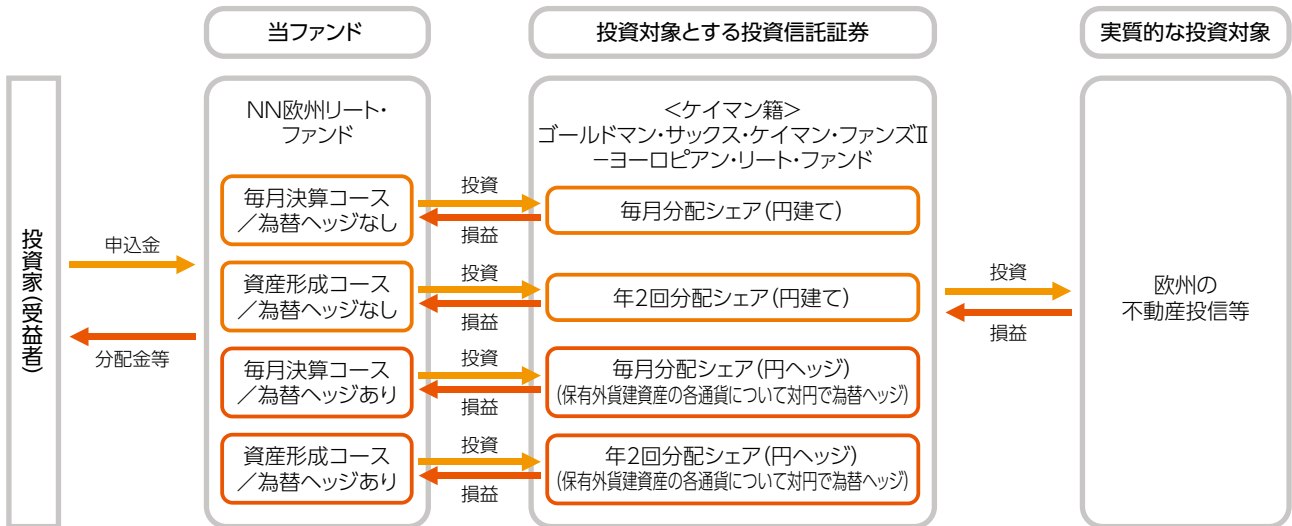 当ファンド
投資対象とする投資信託証券
実質的な投資対象
投資家(受益者)
申込金
分配金等
NN欧州リート・
ファンド
毎月決算コース
/為替ヘッジなし
資産形成コース
/為替ヘッジなし
毎月決算コース
/為替ヘッジあり
資産形成コース
/為替ヘッジあり
投資
損益
投資
損益
投資
損益
投資
損益
<ケイマン籍>
ゴールドマン・サックス・ケイマン・ファンズⅡ
−ヨーロピアン・リート・ファンド
毎月分配シェア(円建て)
年2回分配シェア(円建て)
毎月分配シェア(円ヘッジ)
(保有外貨建資産の各通貨について対円で為替ヘッジ)
年2回分配シェア(円ヘッジ)
(保有外貨建資産の各通貨について対円で為替ヘッジ)
投資
損益
欧州の
不動産投信等